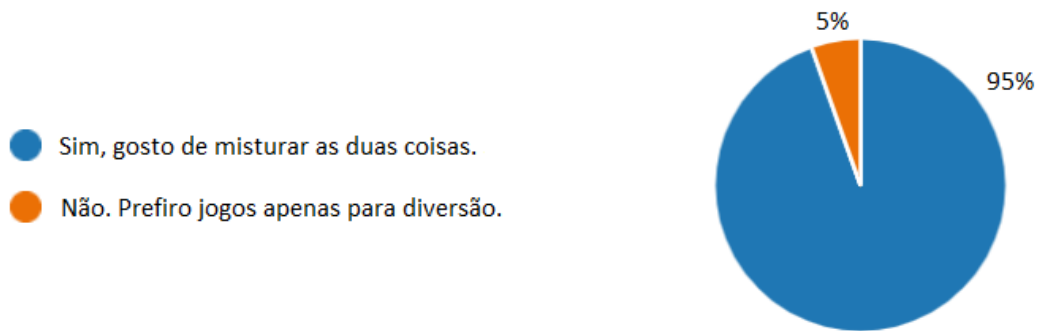 5%
95%
Sim, gosto de misturar as duas coisas.
Não. Prefiro jogos apenas para diversão.